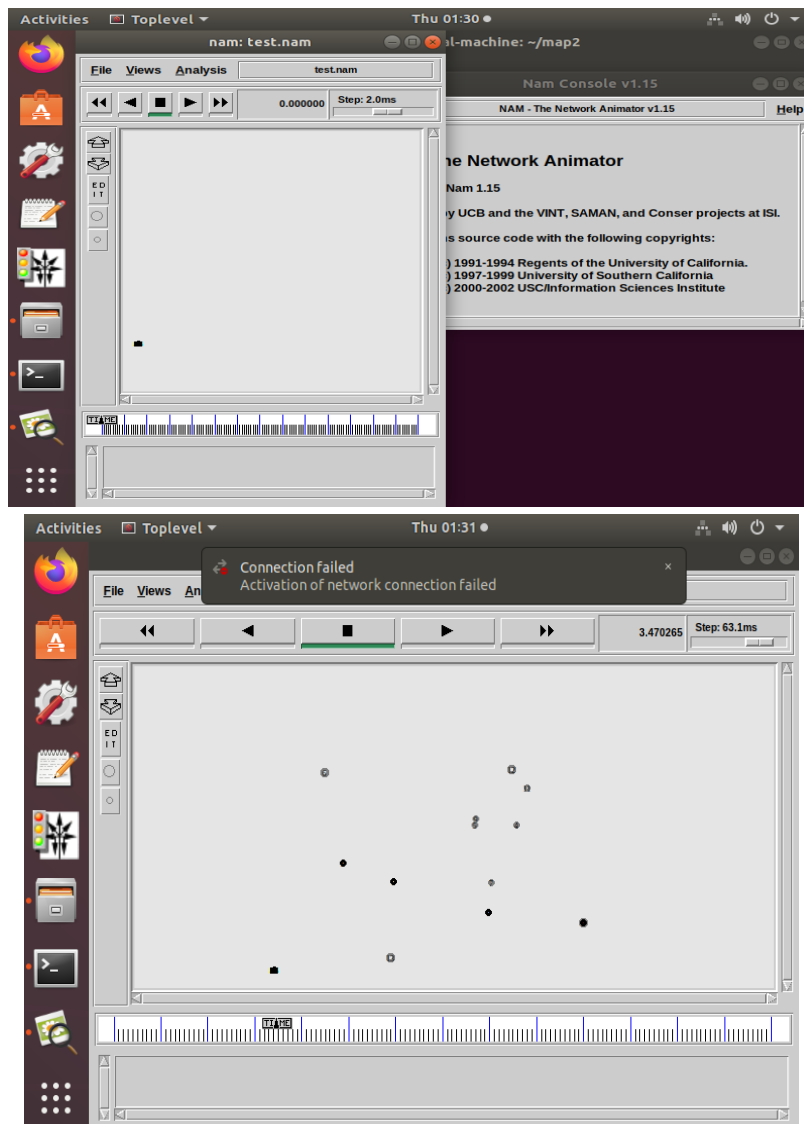 Activities Toplevel Thu 01:30
nam: test.nam
al-machine: ~/map2
Nam Console v1.15
File Views Analysis test.nam
NAM - The Network Animator v1.15 Help
0.000000 Step: 2.0ms
he Network Animator
Nam 1.15
by UCB and the VINT, SAMAN, and Conser projects at ISI.
s source code with the following copyrights:
) 1991-1994 Regents of the University of California.
) 1997-1999 University of Southern California
) 2000-2002 USC/Information Sciences Institute
ED
IT
TIME
Activities Toplevel Thu 01:31
Connection failed
Activation of network connection failed
File Views An
3.470265 Step: 63.1ms
ED
IT
TIME